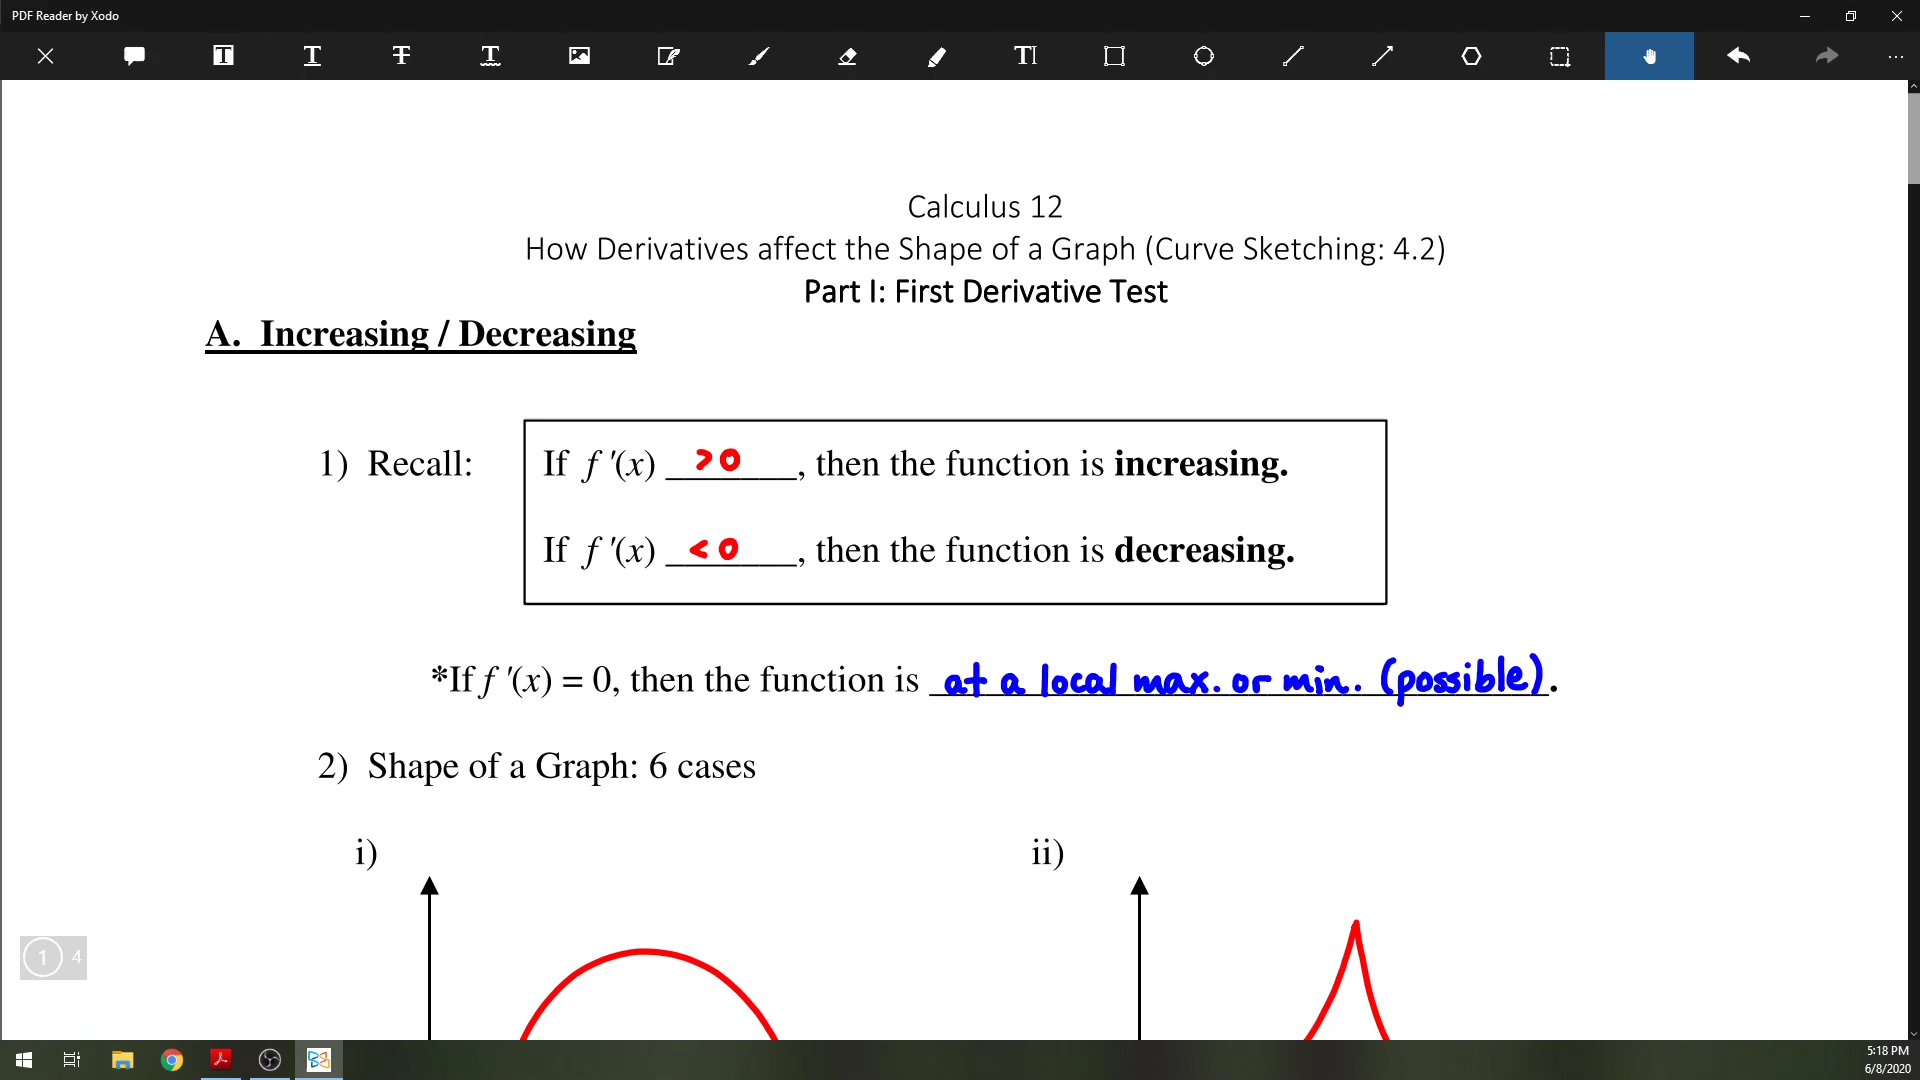 PDF Reader by Xodo
Calculus 12
How Derivatives affect the Shape of a Graph (Curve Sketching: 4.2)
Part I: First Derivative Test
A. Increasing / Decreasing
1) Recall:
If f '(x) >0, then the function is increasing.
If f '(x) <0, then the function is decreasing.
*If f '(x) = 0, then the function is at a local max. or min. (possible).
2) Shape of a Graph: 6 cases
i)
ii)
1 4
5:18 PM
6/8/2020